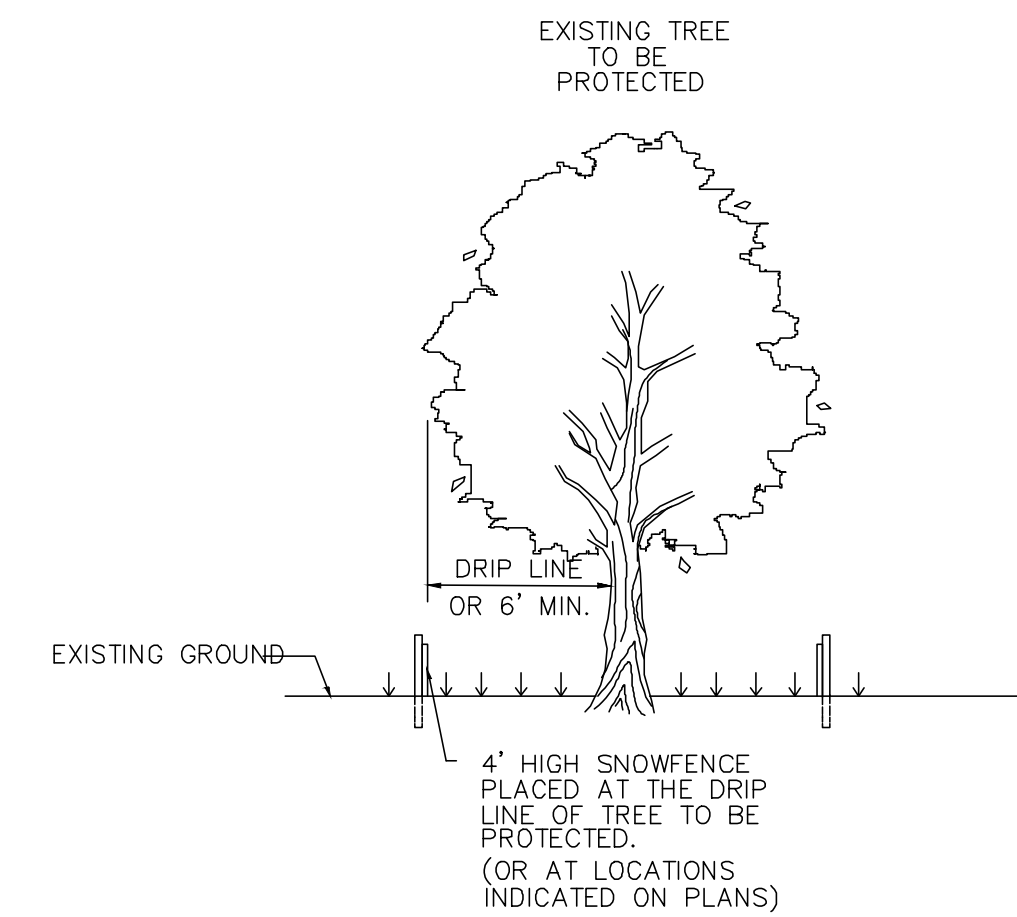 EXISTING TREE
TO BE
PROTECTED
DRIP LINE
OR 6' MIN.
EXISTING GROUND
4' HIGH SNOWFENCE
PLACED AT THE DRIP
LINE OF TREE TO BE
PROTECTED.
(OR AT LOCATIONS
INDICATED ON PLANS)